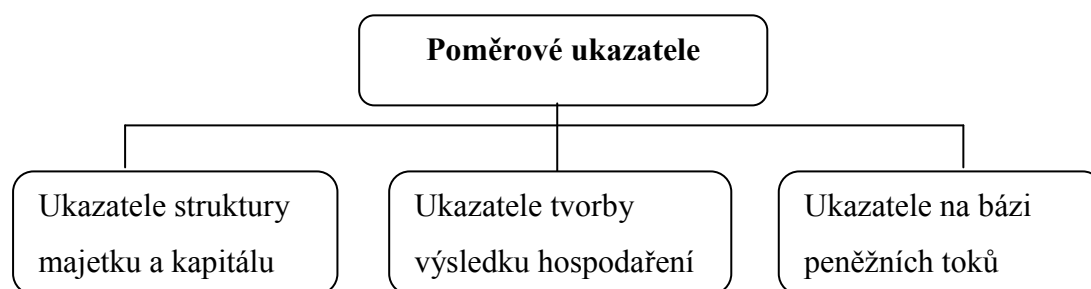 Poměrové ukazatele
Ukazatele struktury
majetku a kapitálu
Ukazatele tvorby
výsledku hospodaření
Ukazatele na bázi
peněžních toků